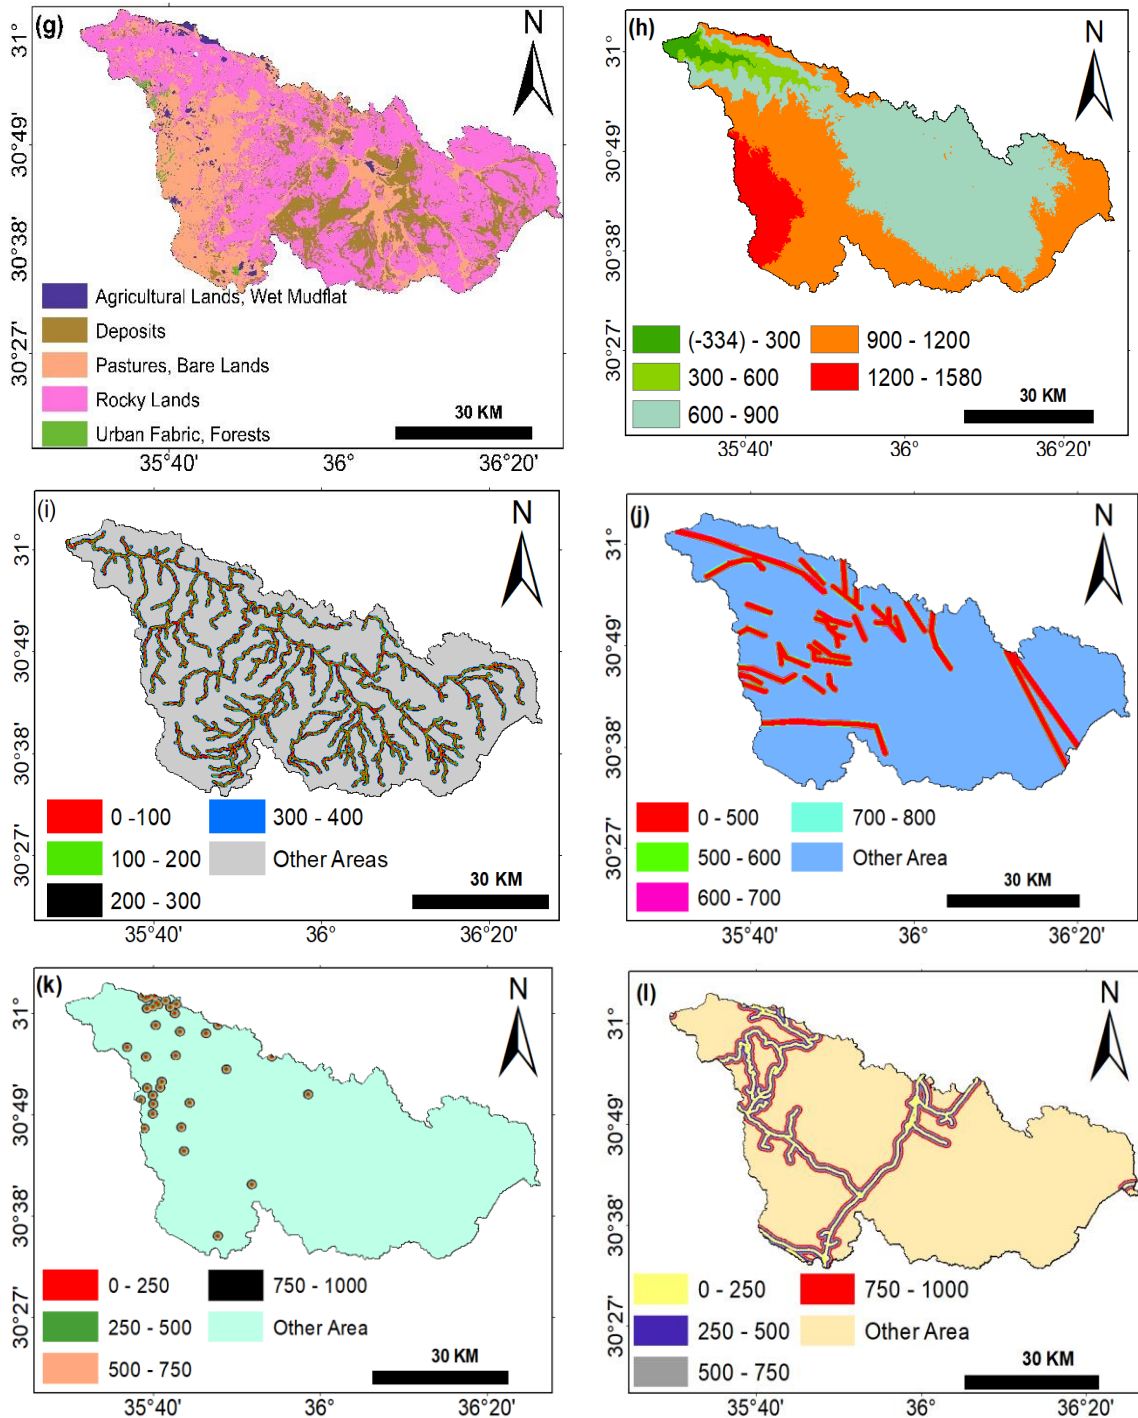 (g)
N
31°
30°49'
30°38'
30°27'
Agricultural Lands, Wet Mudflat
Deposits
Pastures, Bare Lands
Rocky Lands
Urban Fabric, Forests
30 KM
35°40'
36°
36°20'
(h)
N
31°
30°49'
30°38'
30°27'
(-334) - 300
300 - 600
600 - 900
900 - 1200
1200 - 1580
30 KM
35°40'
36°
36°20'
(i)
N
31°
30°49'
30°38'
30°27'
0 -100
100 - 200
200 - 300
300 - 400
Other Areas
30 KM
35°40'
36°
36°20'
(j)
N
31°
30°49'
30°38'
30°27'
0 - 500
500 - 600
600 - 700
700 - 800
Other Area
30 KM
35°40'
36°
36°20'
(k)
N
31°
30°49'
30°38'
30°27'
0 - 250
250 - 500
500 - 750
750 - 1000
Other Area
30 KM
35°40'
36°
36°20'
(l)
N
31°
30°49'
30°38'
30°27'
0 - 250
250 - 500
500 - 750
750 - 1000
Other Area
30 KM
35°40'
36°
36°20'